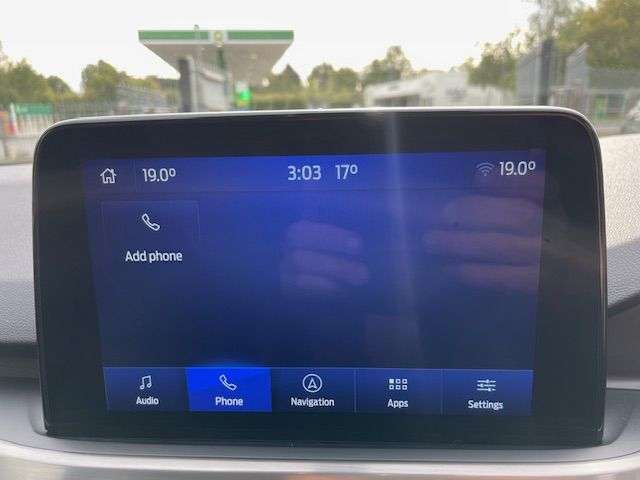 19.0° 3:03 17° 19.0°
Add phone
Audio Phone Navigation Apps Settings